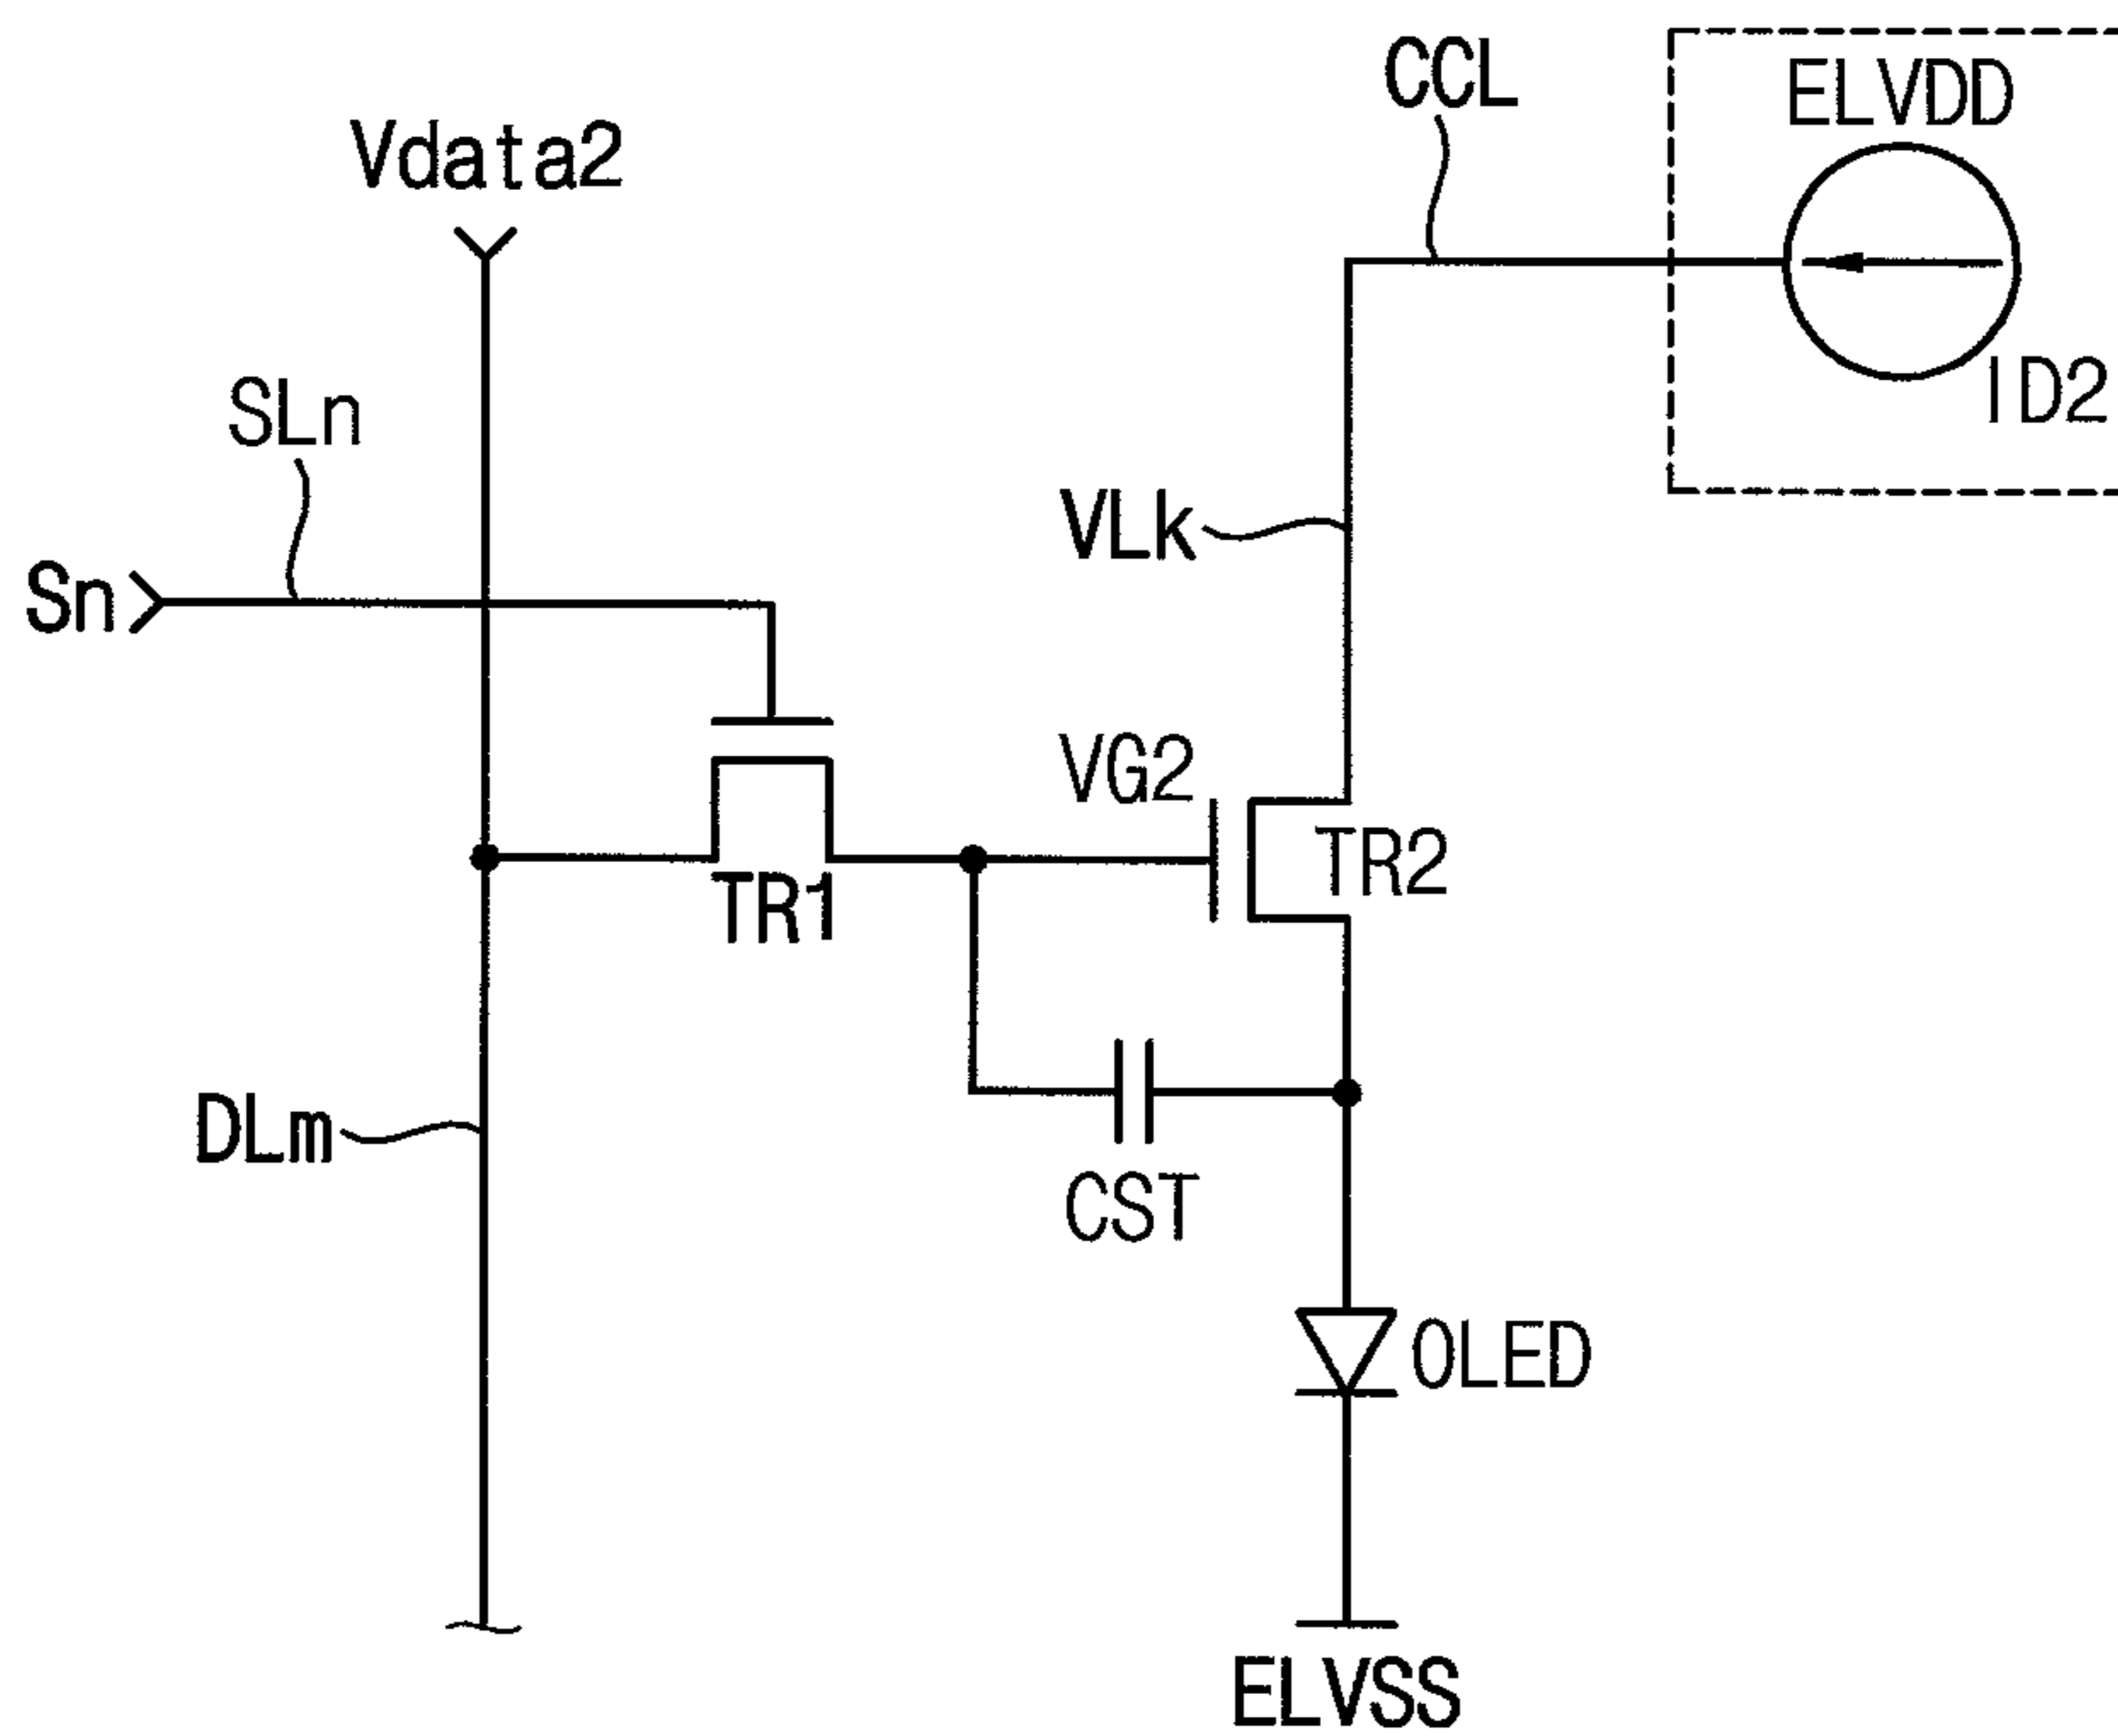 CCL
ELVDD
Vdata2
ID2
SLn
VLk
Sn
VG2
TR2
TR1
DLm
CST
OLED
ELVSS